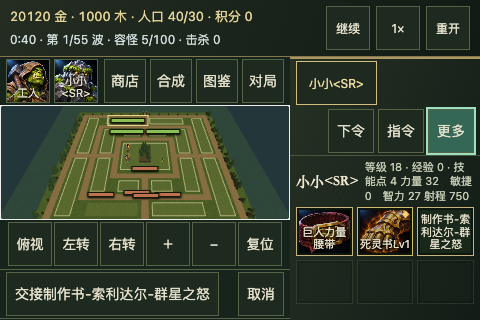 20120 金 · 1000 木 · 人口 40/30 · 积分 0
0:40 · 第 1/55 波 · 容怪 5/100 · 击杀 0
继续
1×
重开
工人
小小<SR>
商店
合成
图鉴
对局
小小<SR>
下令
指令
更多
小小<SR>
等级 18 · 经验 0 · 技
能点 4 力量 32 敏捷
0 智力 27 射程 750
巨人力量
腰带
死灵书Lv1
制作书-索
利达尔-群
星之怒
俯视
左转
右转
+
−
复位
交接制作书-索利达尔-群星之怒
取消